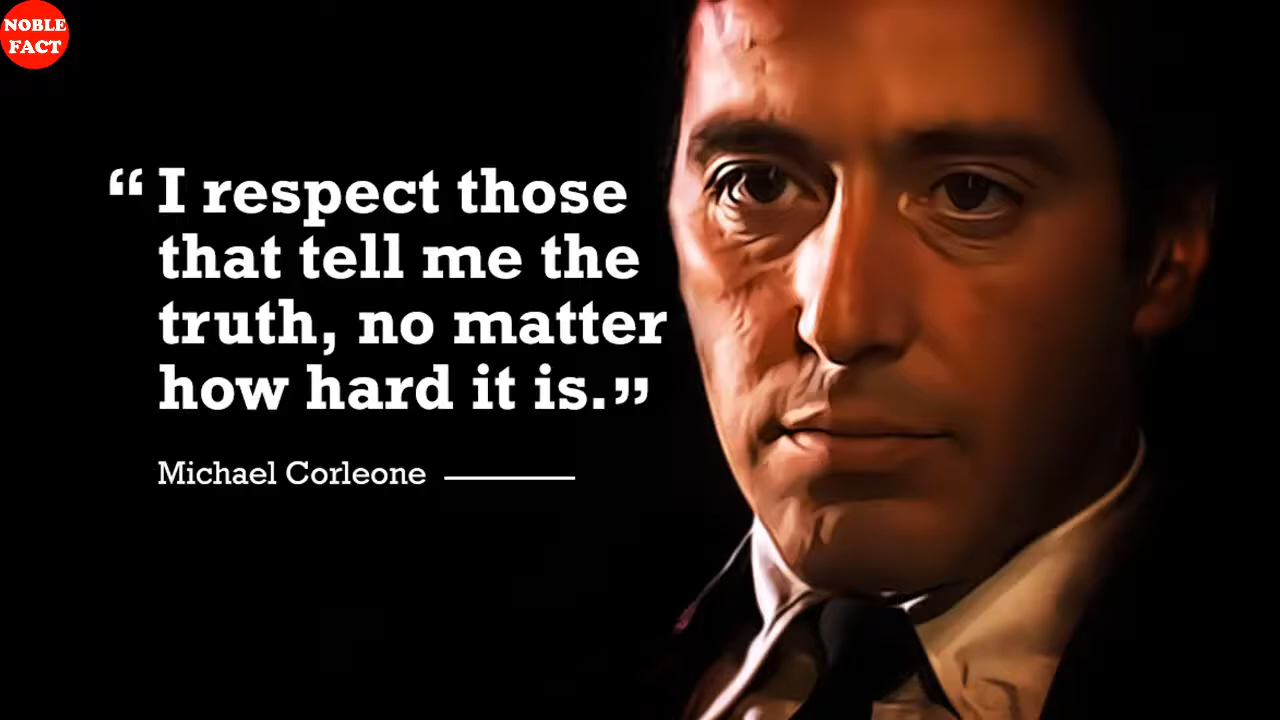 NOBLE
FACT
“ I respect those
that tell me the
truth, no matter
how hard it is.”
Michael Corleone